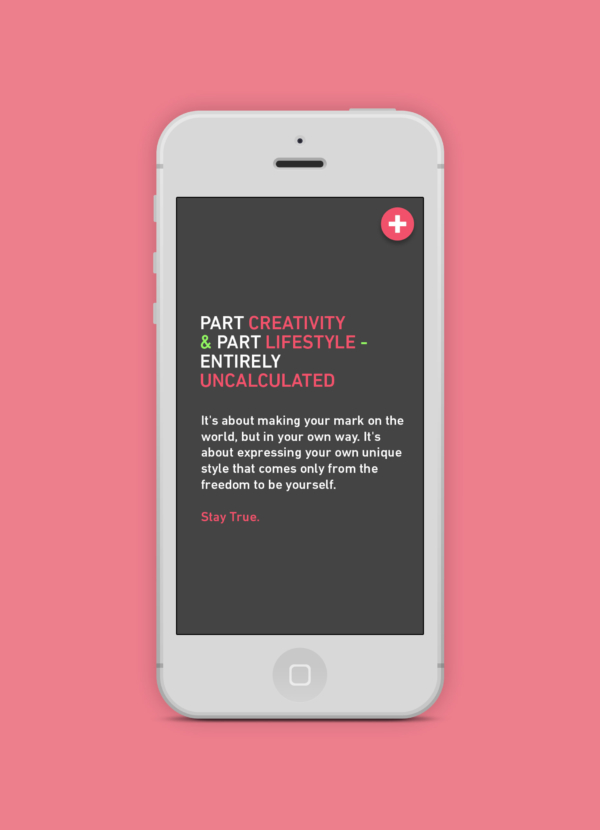 PART CREATIVITY
& PART LIFESTYLE -
ENTIRELY
UNCALCULATED
It's about making your mark on the
world, but in your own way. It's
about expressing your own unique
style that comes only from the
freedom to be yourself.
Stay True.